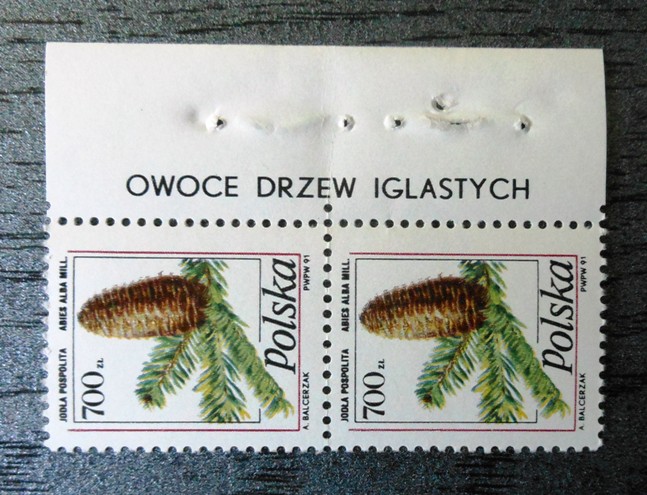 OWOCE DRZEW IGLASTYCH
JODŁA POSPOLITA ABIES ALBA MILL.
700 ZŁ
Polska
A. BALCERZAK PWPW 91
JODŁA POSPOLITA ABIES ALBA MILL.
700 ZŁ
Polska
A. BALCERZAK PWPW 91